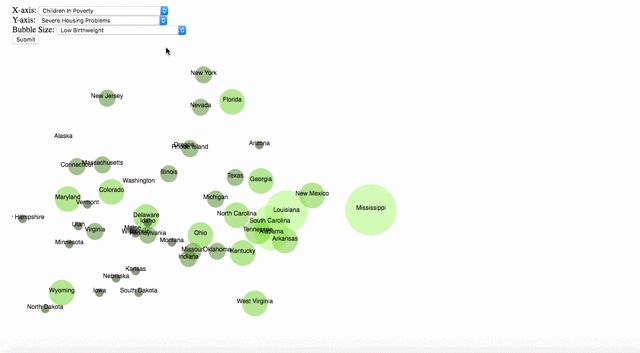 X-axis: Children In Poverty
Y-axis: Severe Housing Problems
Bubble Size: Low Birthweight
Submit
New York
New Jersey
Florida
Nevada
Alaska
Arizona
Rhode Island
Connecticut
Massachusetts
Illinois
Texas
Washington
Georgia
Colorado
New Mexico
Maryland
Vermont
Michigan
Mississippi
Louisiana
North Carolina
Delaware
Hampshire
Idaho
South Carolina
Utah
Virginia
Tennessee
Alabama
Pennsylvania
Ohio
Arkansas
Minnesota
Montana
Missouri
Oklahoma
Kentucky
Indiana
Kansas
Nebraska
Wyoming
Iowa
South Dakota
West Virginia
North Dakota